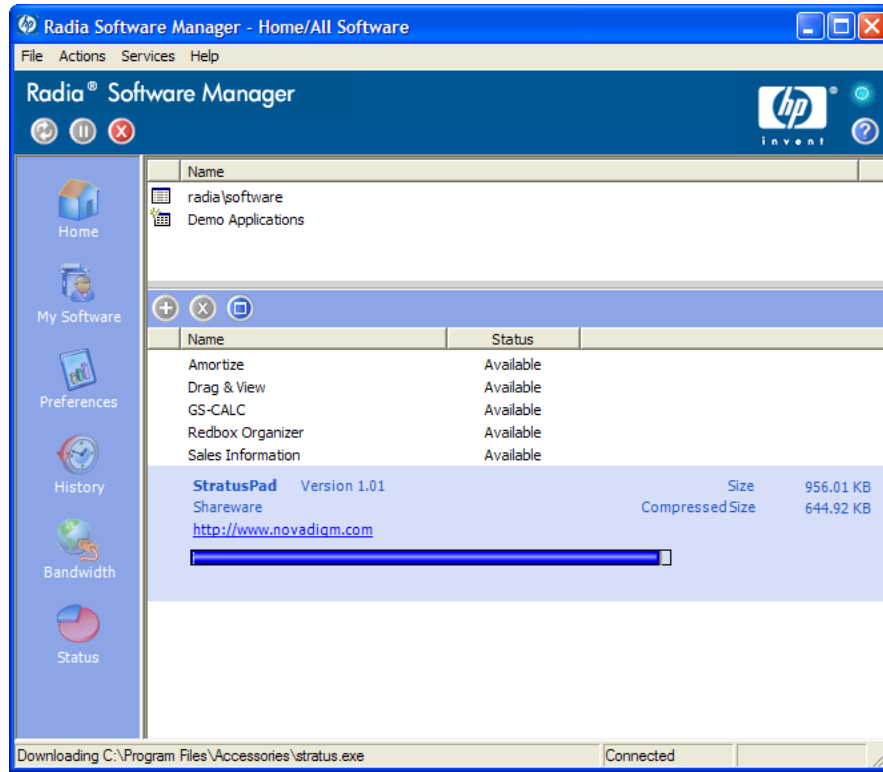 Radia Software Manager - Home/All Software
File Actions Services Help
Radia® Software Manager
hp ®
invent
Name
radia\software
Demo Applications
Home
My Software
Preferences
History
Bandwidth
Status
Name Status
Amortize Available
Drag & View Available
GS-CALC Available
Redbox Organizer Available
Sales Information Available
StratusPad Version 1.01 Size 956.01 KB
Shareware Compressed Size 644.92 KB
http://www.novadigm.com
Downloading C:\Program Files\Accessories\stratus.exe Connected